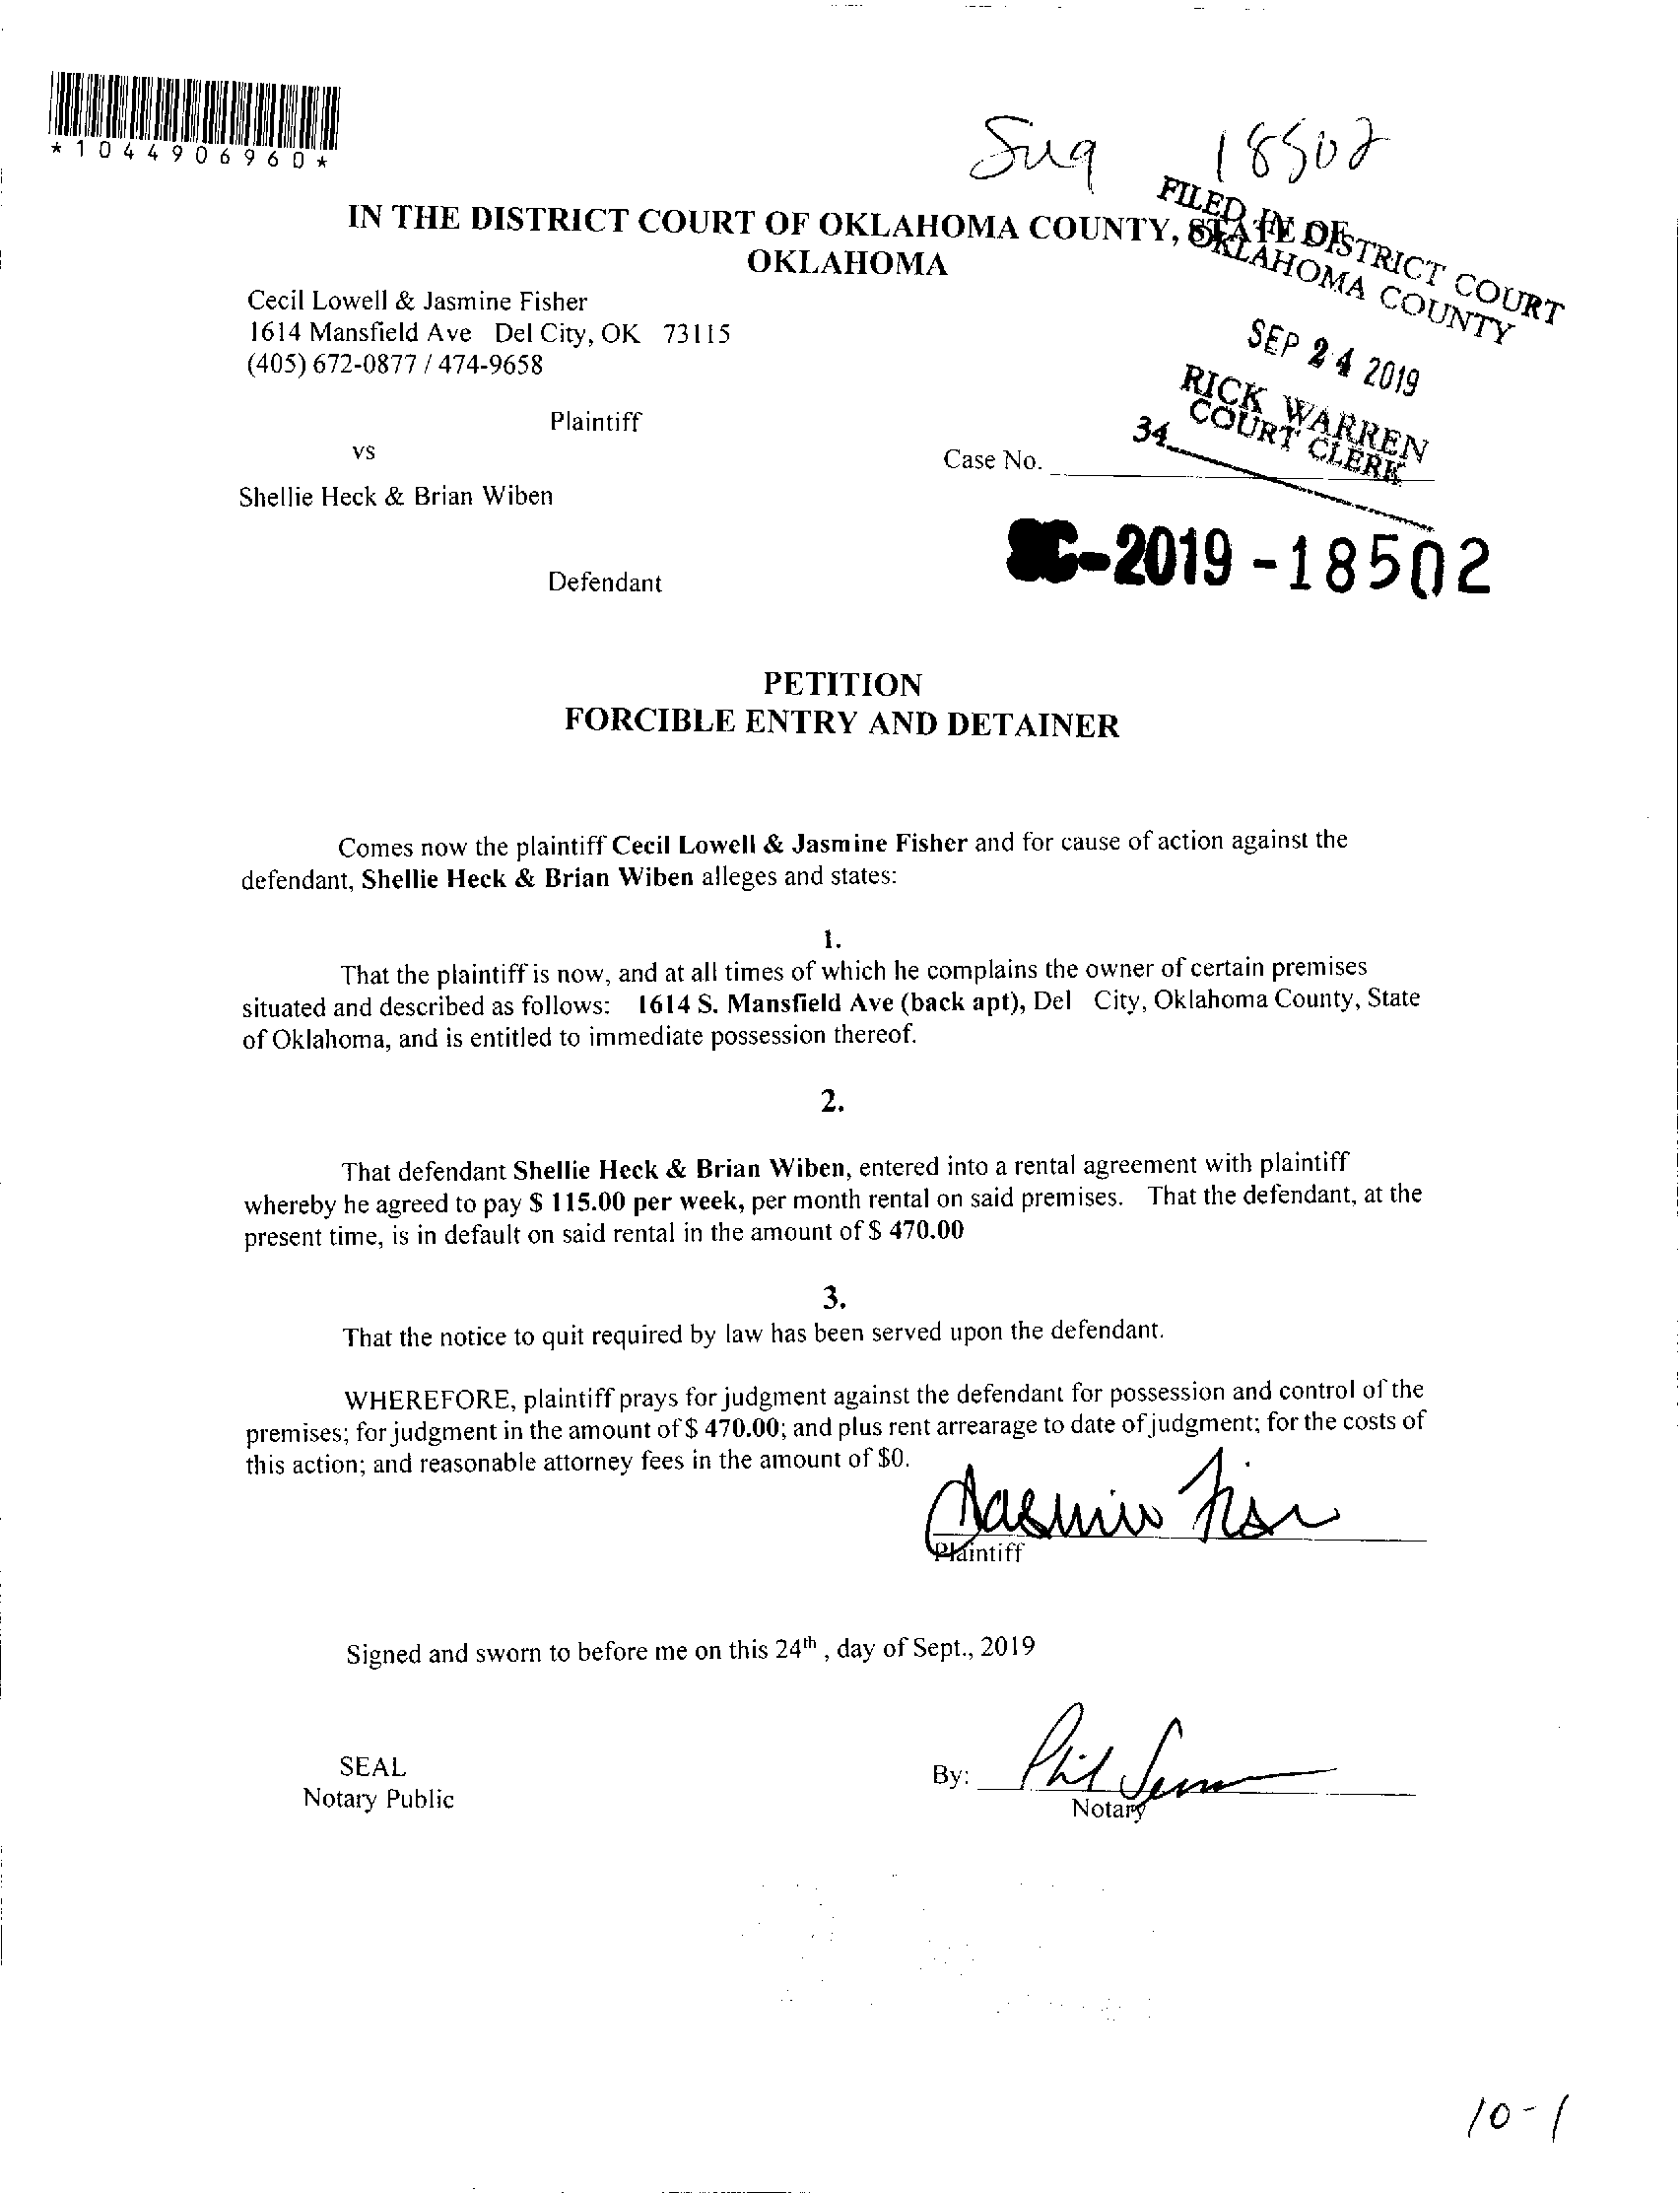 *1044906960*
18502
IN THE DISTRICT COURT OF OKLAHOMA COUNTY, STATE OF
OKLAHOMA
FILED IN DISTRICT COURT
OKLAHOMA COUNTY
Cecil Lowell & Jasmine Fisher
1614 Mansfield Ave Del City, OK 73115
(405) 672-0877 / 474-9658
SEP 24 2019
RICK WARREN
COURT CLERK
34
Plaintiff
vs
Case No.
Shellie Heck & Brian Wiben
SC-2019-18502
Defendant
PETITION
FORCIBLE ENTRY AND DETAINER
Comes now the plaintiff Cecil Lowell & Jasmine Fisher and for cause of action against the
defendant, Shellie Heck & Brian Wiben alleges and states:
1.
That the plaintiff is now, and at all times of which he complains the owner of certain premises
situated and described as follows: 1614 S. Mansfield Ave (back apt), Del City, Oklahoma County, State
of Oklahoma, and is entitled to immediate possession thereof.
2.
That defendant Shellie Heck & Brian Wiben, entered into a rental agreement with plaintiff
whereby he agreed to pay $ 115.00 per week, per month rental on said premises. That the defendant, at the
present time, is in default on said rental in the amount of $ 470.00
3.
That the notice to quit required by law has been served upon the defendant.
WHEREFORE, plaintiff prays for judgment against the defendant for possession and control of the
premises; for judgment in the amount of $ 470.00; and plus rent arrearage to date of judgment; for the costs of
this action; and reasonable attorney fees in the amount of $0.
Plaintiff
Signed and sworn to before me on this 24th , day of Sept., 2019
SEAL
Notary Public
By: Phil
Notary
10-1